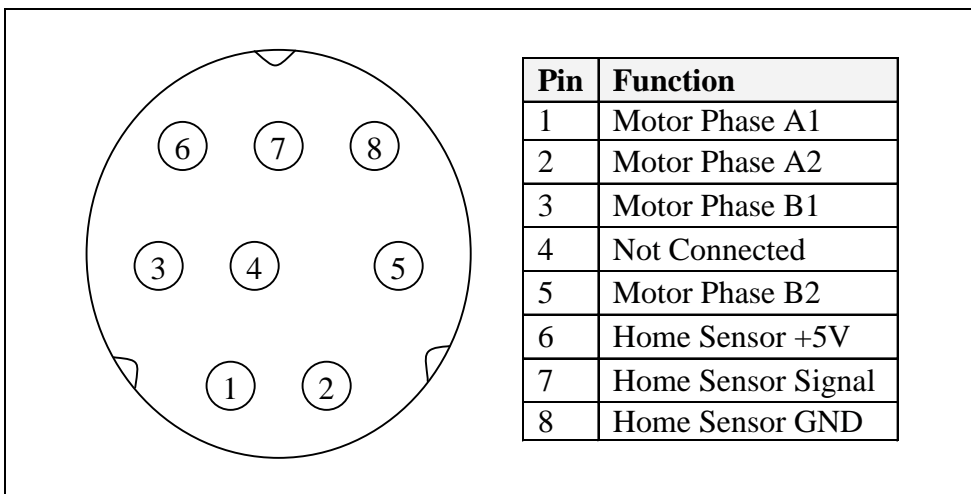 6 7 8
3 4 5
1 2
Pin Function
1 Motor Phase A1
2 Motor Phase A2
3 Motor Phase B1
4 Not Connected
5 Motor Phase B2
6 Home Sensor +5V
7 Home Sensor Signal
8 Home Sensor GND